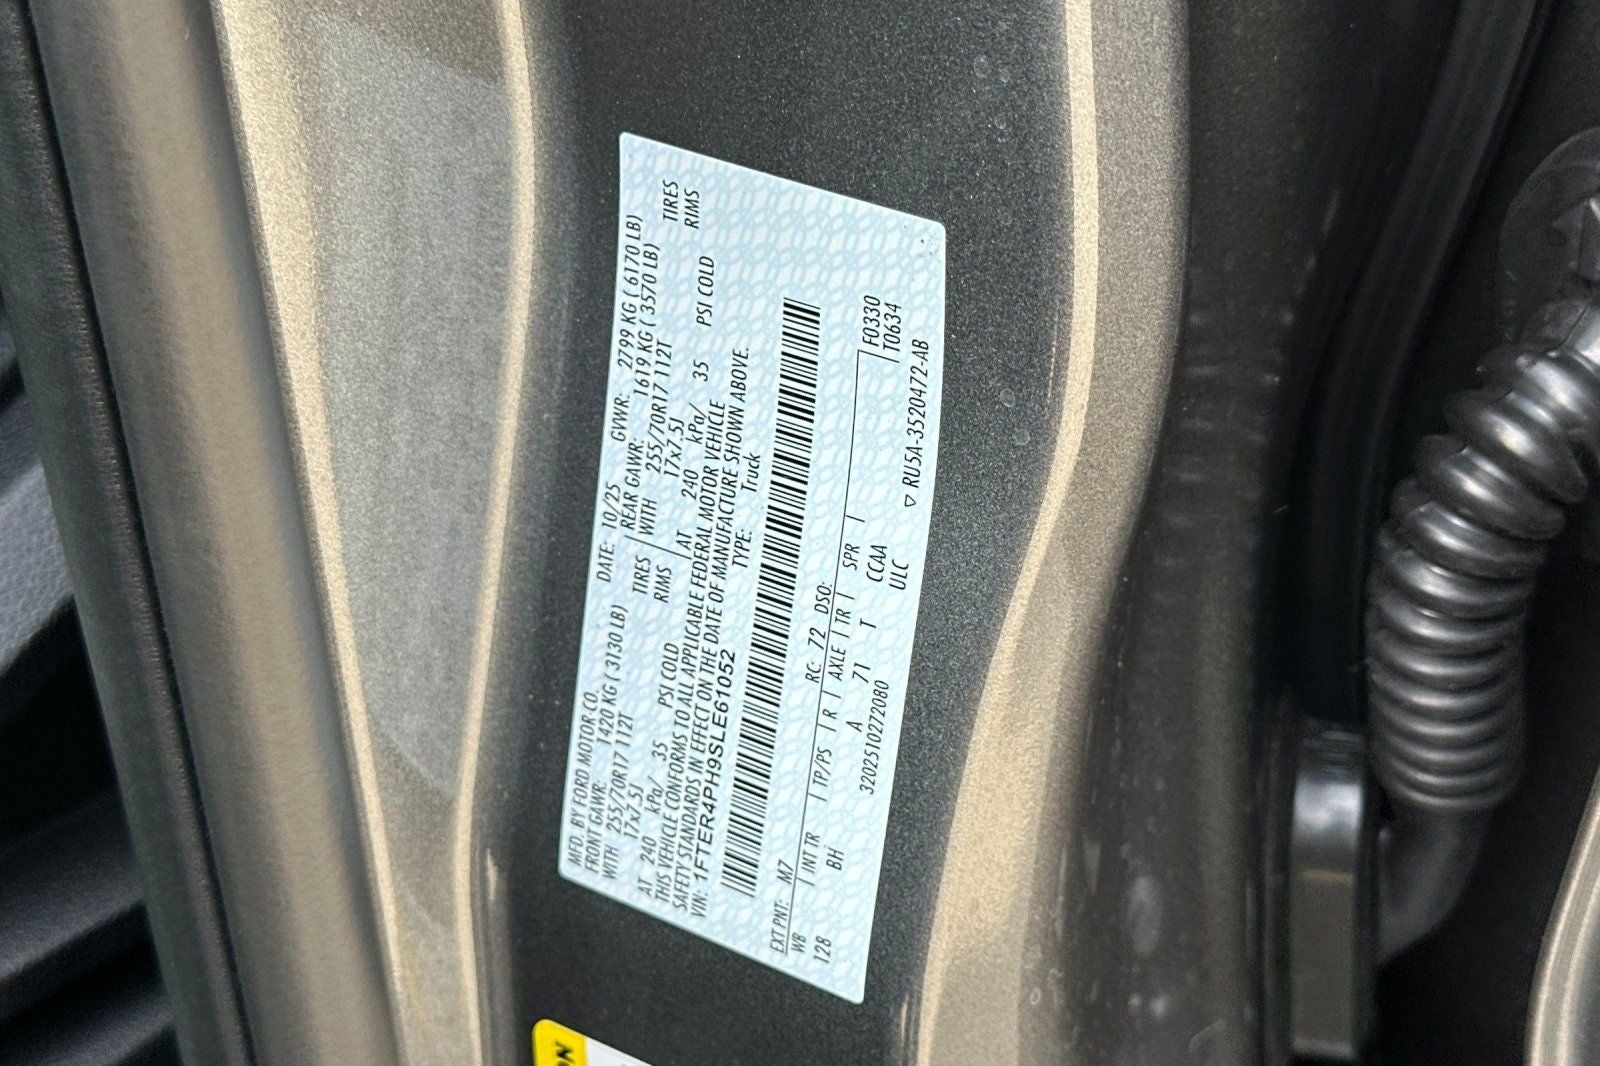 MFD. BY FORD MOTOR CO.
DATE: 10/25 GVWR: 2799 KG ( 6170 LB)
FRONT GAWR: 1420 KG ( 3130 LB) REAR GAWR: 1619 KG ( 3570 LB)
WITH 255/70R17 112T TIRES WITH 255/70R17 112T TIRES
17x7.5J RIMS 17x7.5J RIMS
AT 240 kPa/ 35 PSI COLD AT 240 kPa/ 35 PSI COLD
THIS VEHICLE CONFORMS TO ALL APPLICABLE FEDERAL MOTOR VEHICLE
SAFETY STANDARDS IN EFFECT ON THE DATE OF MANUFACTURE SHOWN ABOVE.
VIN: 1FTER4PH9SLE61052 TYPE: Truck
EXT PNT: M7 RC: 72 DSO: F0330
WB INT TR TP/PS R AXLE TR SPR T0634
128 BH A 71 T CCAA
3202510272080 ULC ▽ RU5A-3520472-AB
ON